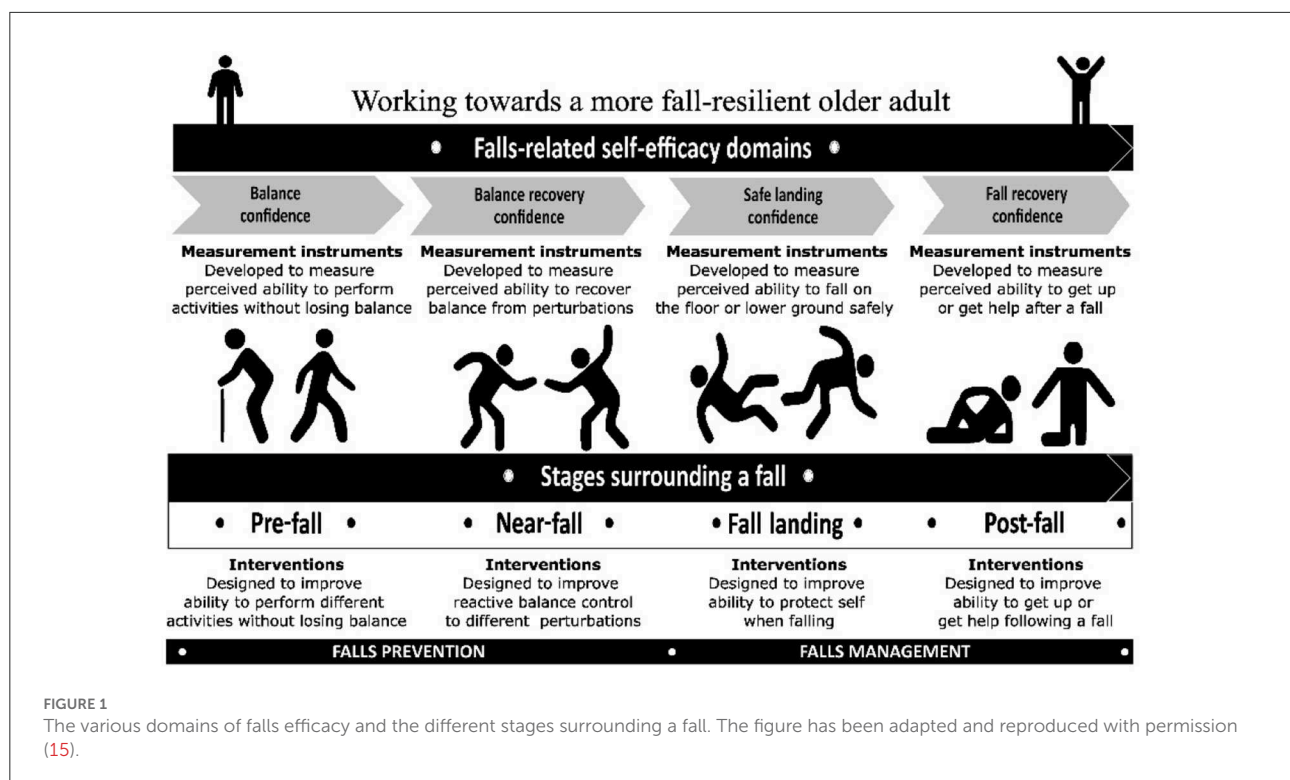 Working towards a more fall-resilient older adult
• Falls-related self-efficacy domains •
Balance
confidence
Balance recovery
confidence
Safe landing
confidence
Fall recovery
confidence
Measurement instruments
Developed to measure
perceived ability to perform
activities without losing balance
Measurement instruments
Developed to measure
perceived ability to recover
balance from perturbations
Measurement instruments
Developed to measure
perceived ability to fall on
the floor or lower ground safely
Measurement instruments
Developed to measure
perceived ability to get up
or get help after a fall
• Stages surrounding a fall •
• Pre-fall •
• Near-fall •
• Fall landing •
• Post-fall •
Interventions
Designed to improve
ability to perform different
activities without losing balance
Interventions
Designed to improve
reactive balance control
to different perturbations
Interventions
Designed to improve
ability to protect self
when falling
Interventions
Designed to improve
ability to get up or
get help following a fall
• FALLS PREVENTION • FALLS MANAGEMENT •
FIGURE 1
The various domains of falls efficacy and the different stages surrounding a fall. The figure has been adapted and reproduced with permission
(15).